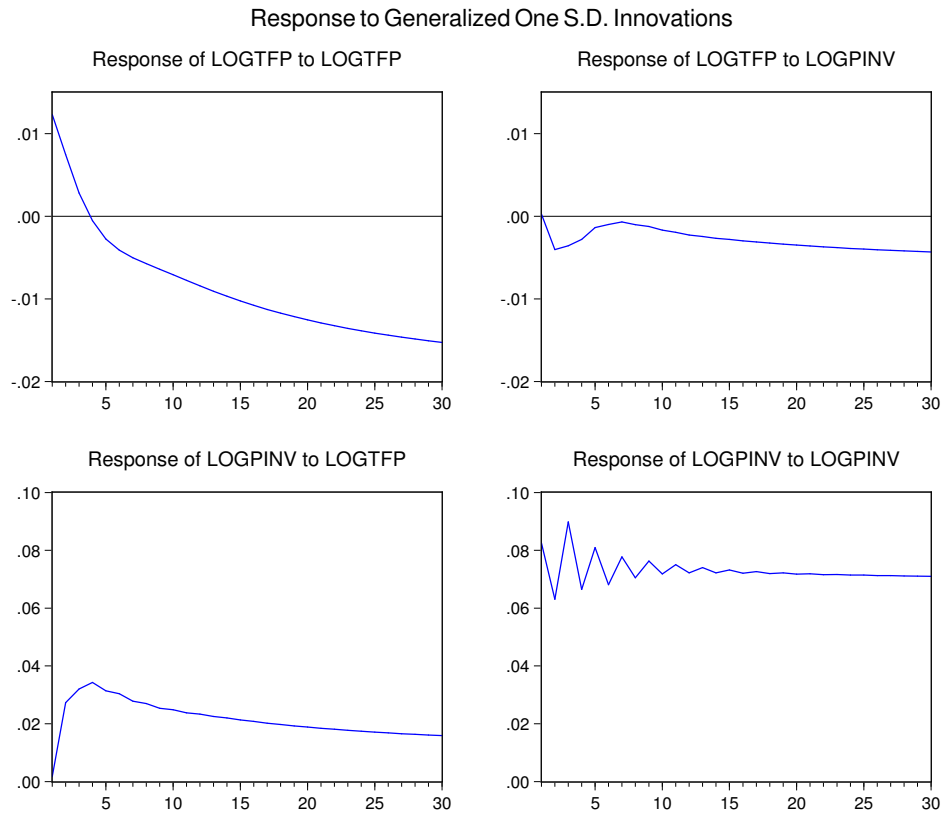 Response to Generalized One S.D. Innovations
Response of LOGTFP to LOGTFP
.01
.00
-.01
-.02
5 10 15 20 25 30
Response of LOGTFP to LOGPINV
.01
.00
-.01
-.02
5 10 15 20 25 30
Response of LOGPINV to LOGTFP
.10
.08
.06
.04
.02
.00
5 10 15 20 25 30
Response of LOGPINV to LOGPINV
.10
.08
.06
.04
.02
.00
5 10 15 20 25 30